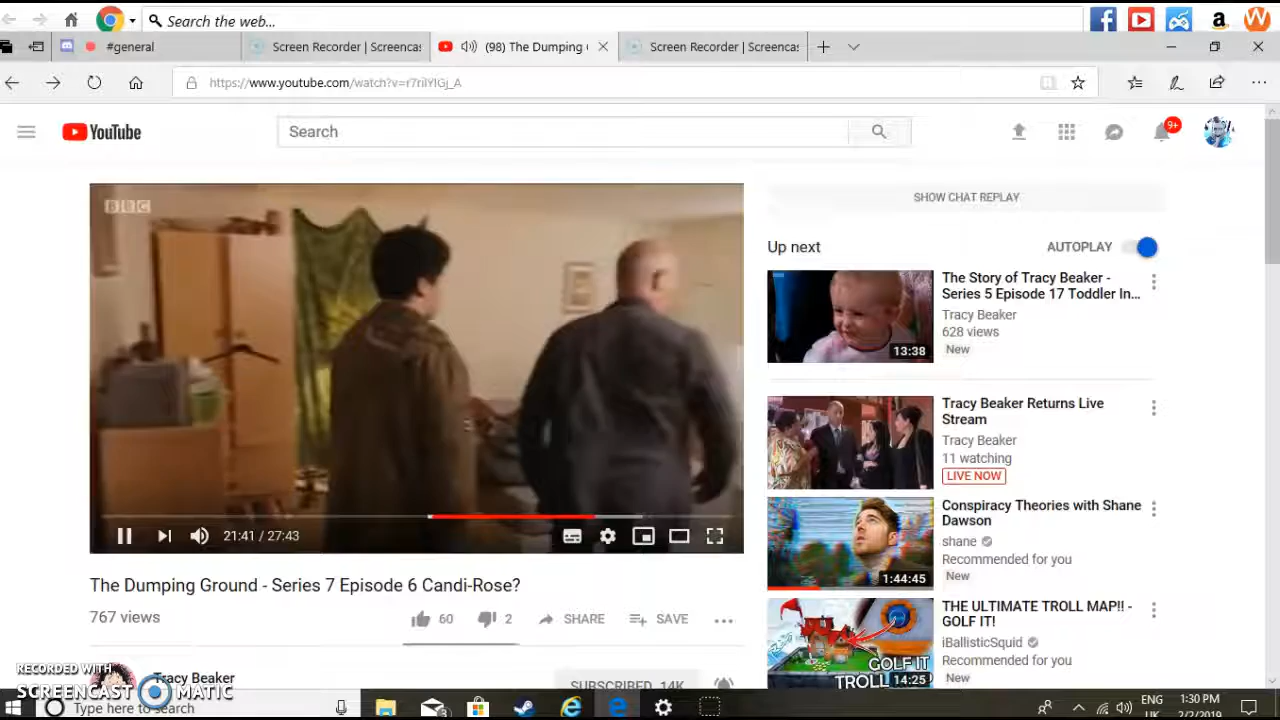 Search the web...
#general
Screen Recorder | Screencas
(98) The Dumping
Screen Recorder | Screencas
https://www.youtube.com/watch?v=r7rilYlGj_A
YouTube
Search
9+
BBC
21:41 / 27:43
SHOW CHAT REPLAY
Up next
AUTOPLAY
The Story of Tracy Beaker -
Series 5 Episode 17 Toddler In...
Tracy Beaker
628 views
New
13:38
Tracy Beaker Returns Live
Stream
Tracy Beaker
11 watching
LIVE NOW
Conspiracy Theories with Shane
Dawson
shane
Recommended for you
New
1:44:45
THE ULTIMATE TROLL MAP!! -
GOLF IT!
iBallisticSquid
Recommended for you
New
GOLF IT
TROLL
14:25
The Dumping Ground - Series 7 Episode 6 Candi-Rose?
767 views
60
2
SHARE
SAVE
Tracy Beaker
SUBSCRIBED 14K
RECORDED WITH
SCREENCAST MATIC
Type here to search
ENG
UK
1:30 PM
2/2/2019